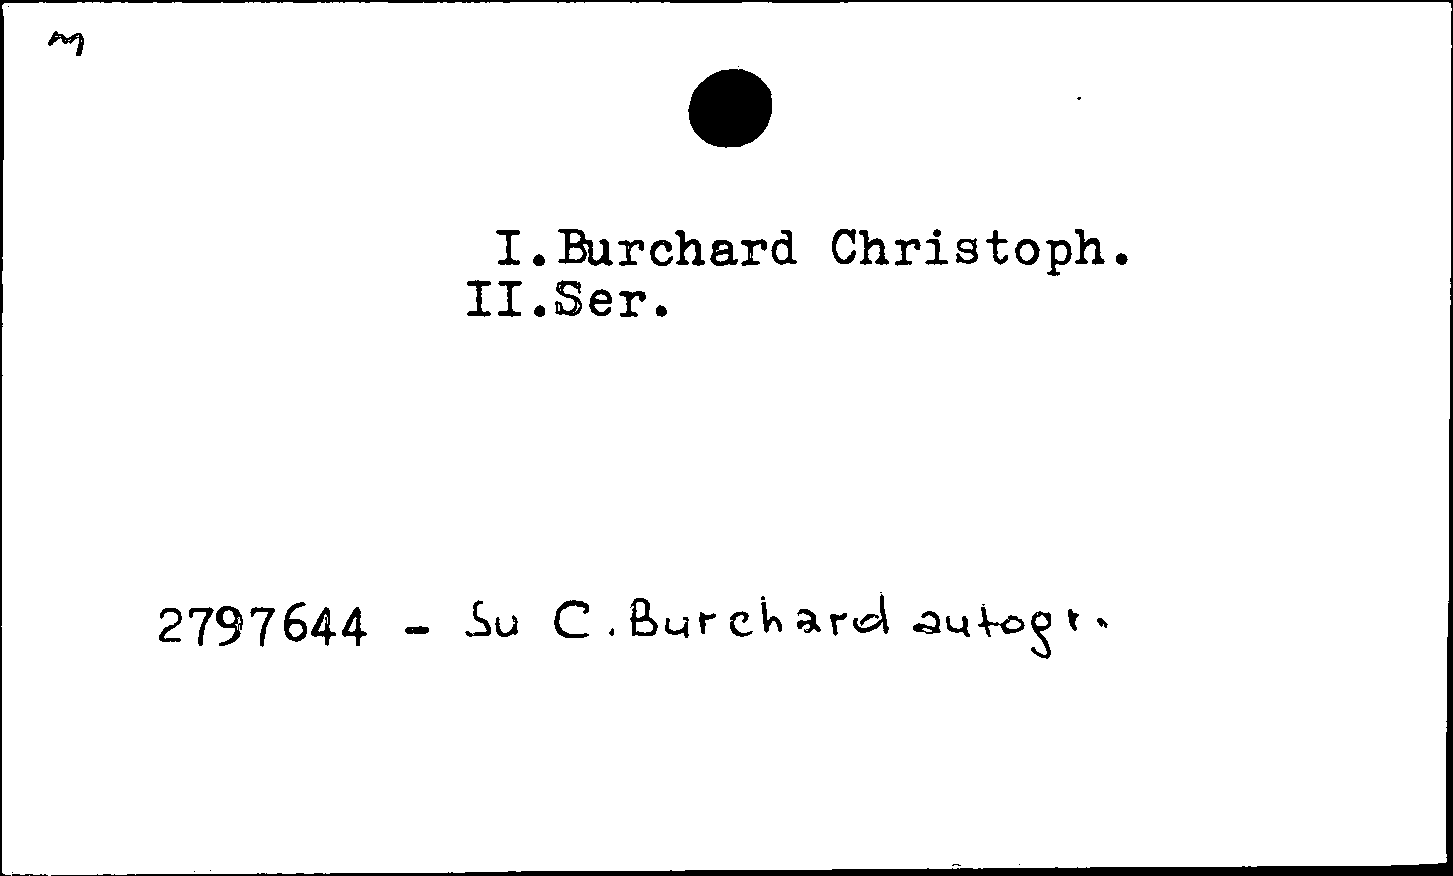 I.Burchard Christoph.
II.Ser.
2797644 - Su C. Burchard autogr.